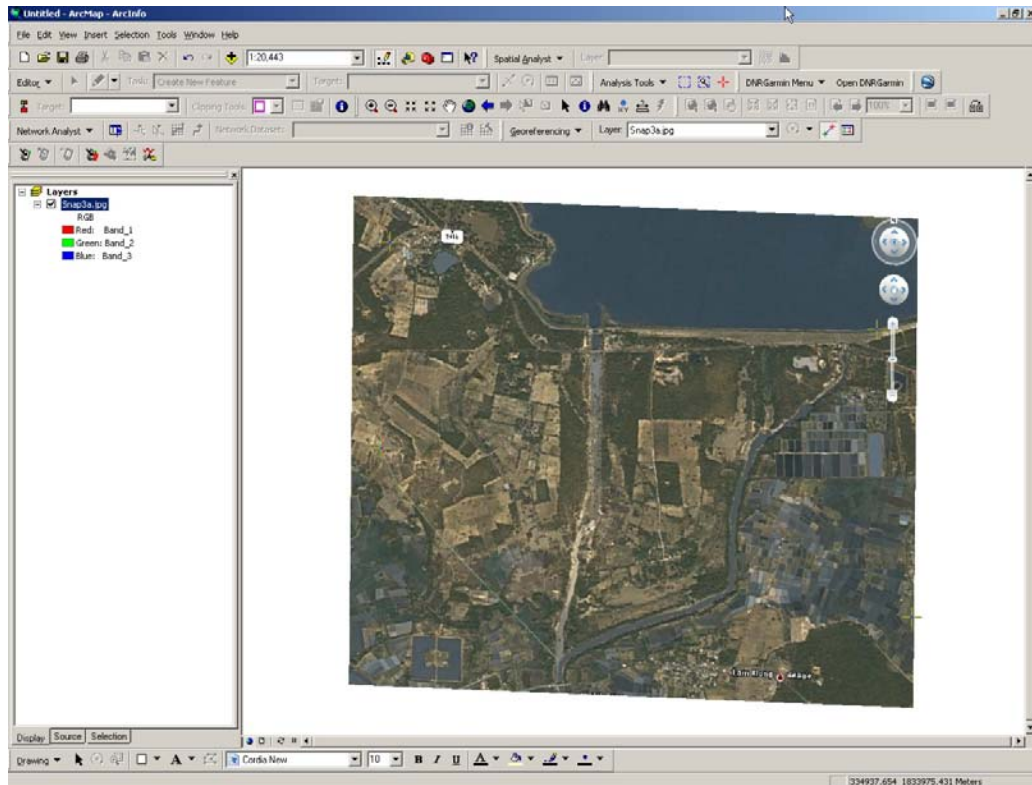 Untitled - ArcMap - ArcInfo
File Edit View Insert Selection Tools Window Help
1:20,443 Spatial Analyst Layer:
Editor Task: Create New Feature Target: Analysis Tools DNRGarmin Menu Open DNRGarmin
Target: Clipping Tools 100%
Network Analyst Network Dataset: Georeferencing Layer: Snap3a.jpg
Layers
Snap3a.jpg
RGB
Red: Band_1
Green: Band_2
Blue: Band_3
Display Source Selection
Drawing A Cordia New 10 B I U A
334937.654 1833975.431 Meters